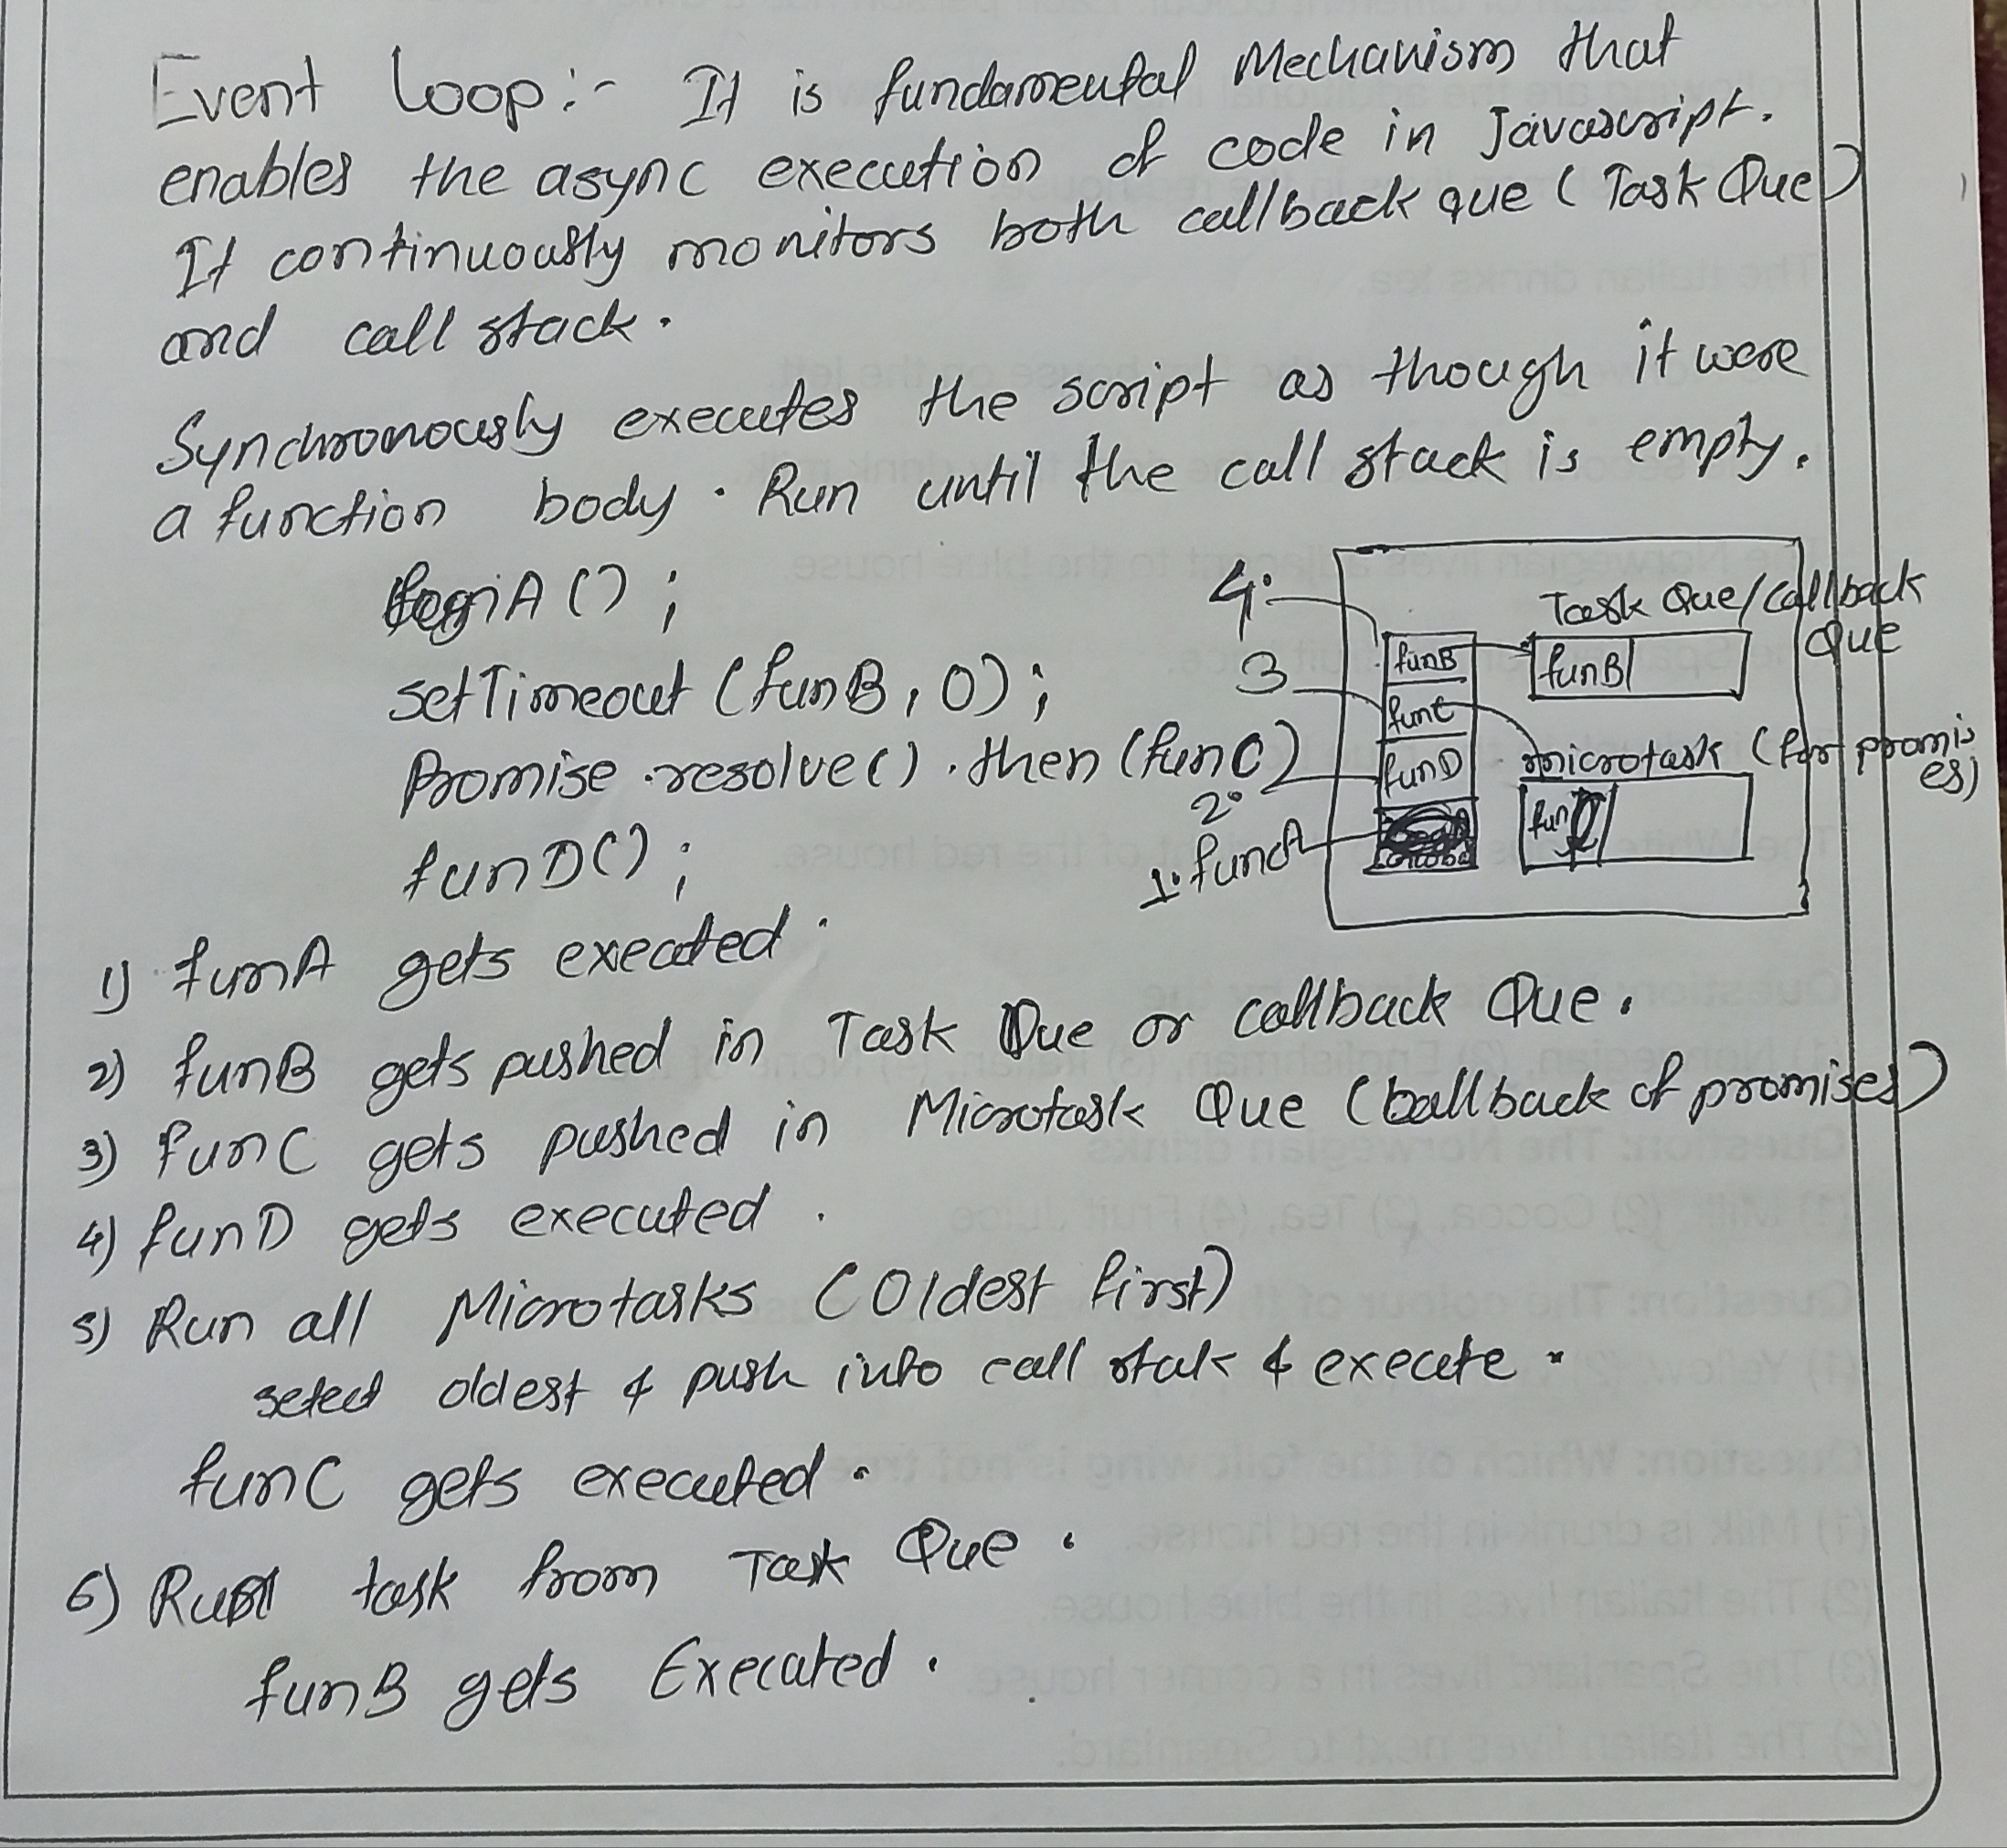 Event Loop :- It is fundamental Mechanism that
enables the async execution of code in Javascript.
It continuously monitors both callback que ( Task Que )
and call stack .
Synchronously executes the script as though it were
a function body . Run until the call stack is empty .
A () ;
setTimeout ( funB , 0 ) ;
Promise .resolve( ) . then ( funC )
funD( ) ;
4.
3
2.
1. funcA
Task Que/callback
Que
funB
funB
func
funD
microtask ( for promis
es)
fun
1) funA gets executed .
2) funB gets pushed in Task Que or callback Que .
3) funC gets pushed in Microtask Que ( callback of promises )
4) funD gets executed .
5) Run all Microtasks ( Oldest first )
select oldest & push into call stak & execute .
funC gets executed .
6) Run task from Task Que .
funB gets Executed .